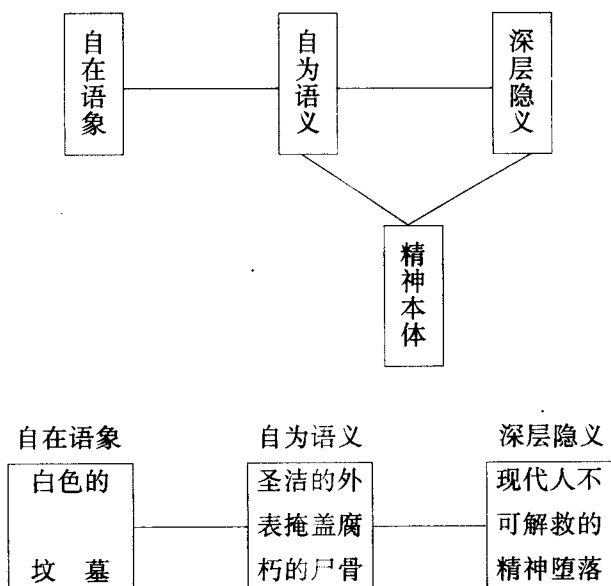 自在语象
自为语义
深层隐义
精神本体
自在语象 自为语义 深层隐义
白色的 圣洁的外 现代人不
表掩盖腐 可解救的
坟 墓 朽的尸骨 精神堕落